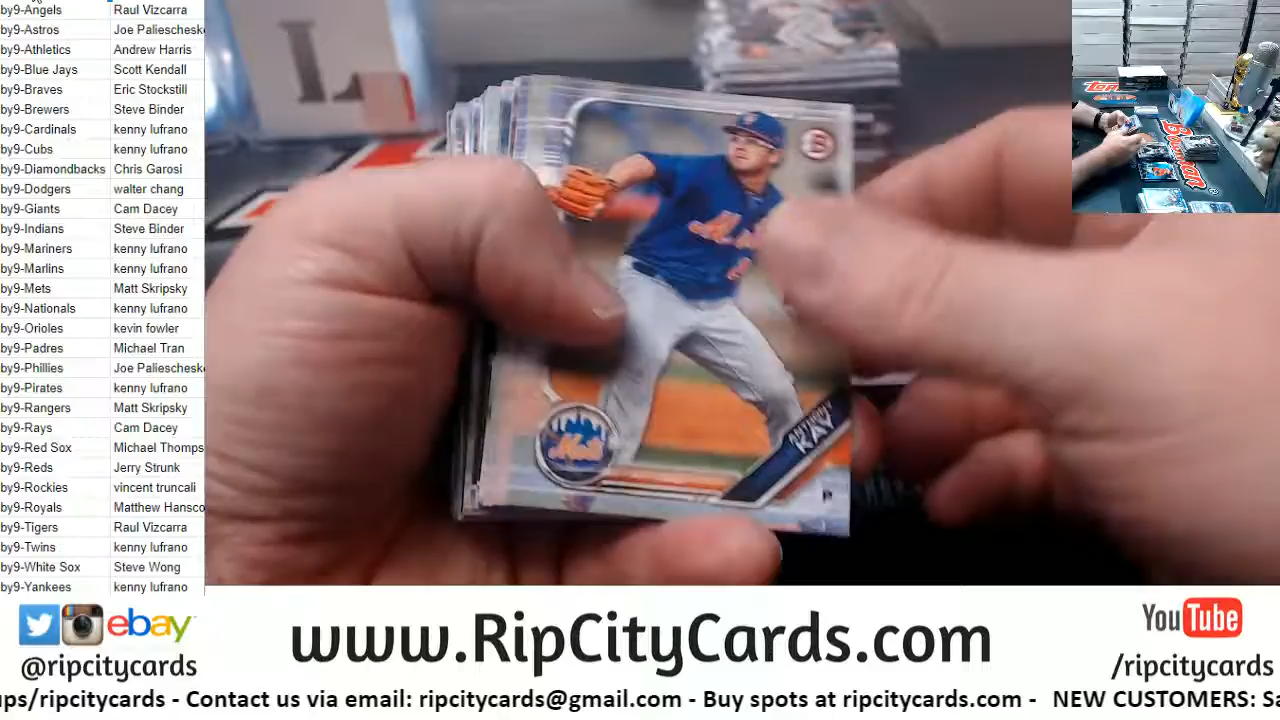 by9-Angels Raul Vizcarra
by9-Astros Joe Palieschesk
by9-Athletics Andrew Harris
by9-Blue Jays Scott Kendall
by9-Braves Eric Stockstill
by9-Brewers Steve Binder
by9-Cardinals kenny lufrano
by9-Cubs kenny lufrano
by9-Diamondbacks Chris Garosi
by9-Dodgers walter chang
by9-Giants Cam Dacey
by9-Indians Steve Binder
by9-Mariners kenny lufrano
by9-Marlins kenny lufrano
by9-Mets Matt Skripsky
by9-Nationals kenny lufrano
by9-Orioles kevin fowler
by9-Padres Michael Tran
by9-Phillies Joe Palieschesk
by9-Pirates kenny lufrano
by9-Rangers Matt Skripsky
by9-Rays Cam Dacey
by9-Red Sox Michael Thomps
by9-Reds Jerry Strunk
by9-Rockies vincent truncali
by9-Royals Matthew Hansco
by9-Tigers Raul Vizcarra
by9-Twins kenny lufrano
by9-White Sox Steve Wong
by9-Yankees kenny lufrano
B
Mets
ANTHONY
KAY
P
Topps
Bowman
ebay
@ripcitycards
www.RipCityCards.com
YouTube
/ripcitycards
ups/ripcitycards - Contact us via email: ripcitycards@gmail.com - Buy spots at ripcitycards.com - NEW CUSTOMERS: Sa